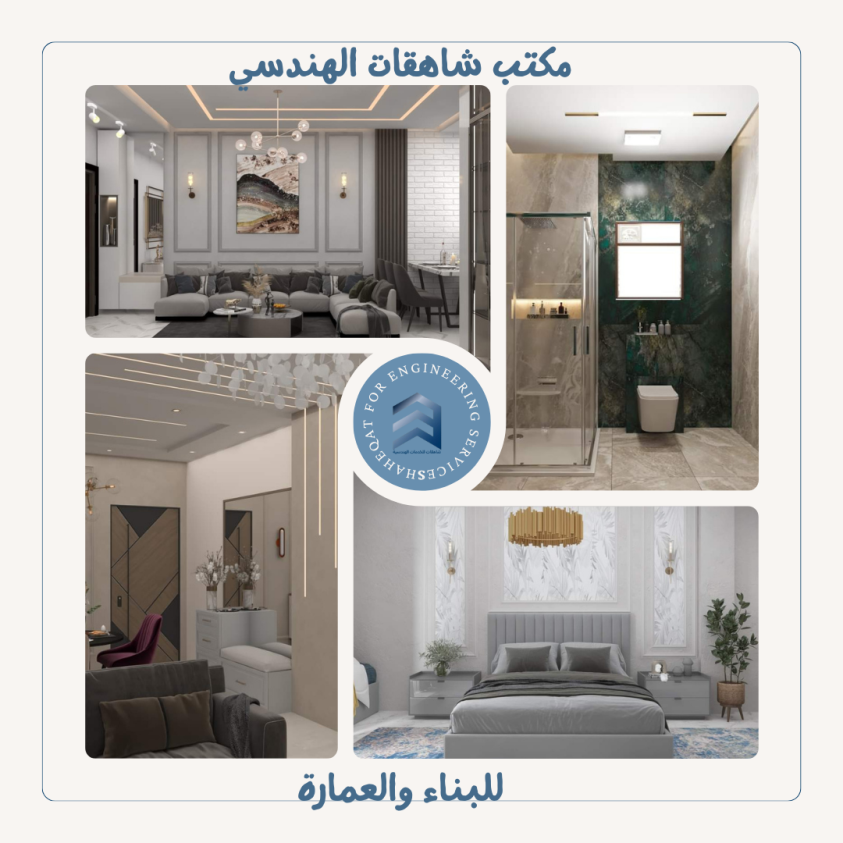 مكتب شاهقات الهندسي
SHAHEQAT FOR ENGINEERING SERVICES
للبناء والعمارة